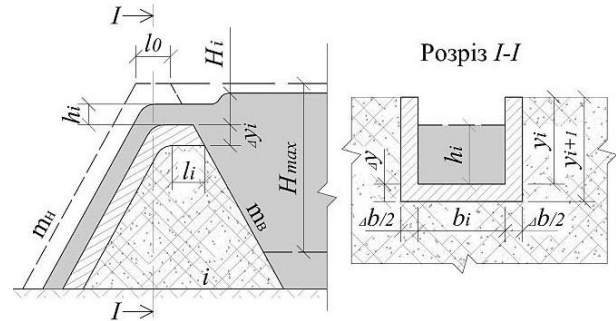 I
l0
Hi
Розріз I-I
hi
Δyi
Hmax
li
mн
mв
i
I
Δy
hi
yi
yi+1
Δb/2
bi
Δb/2